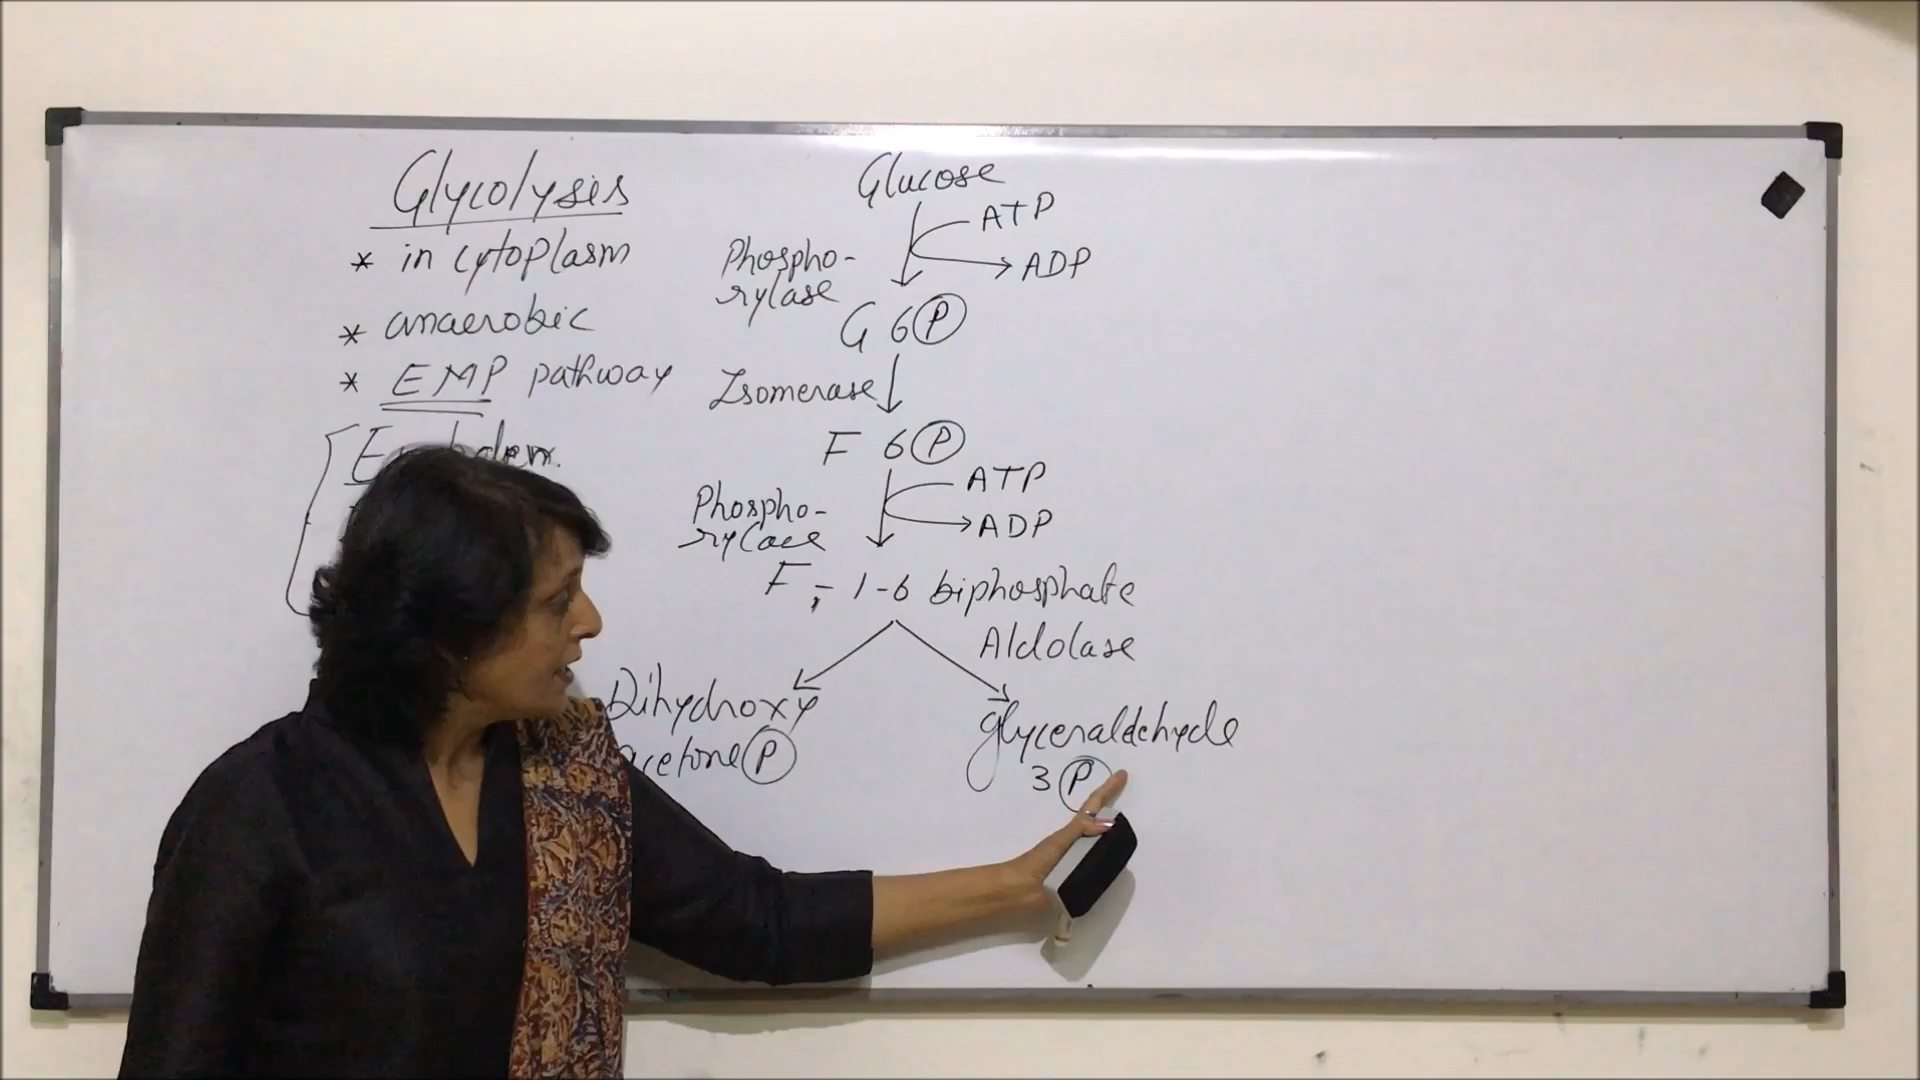 Glycolysis
* in cytoplasm
* anaerobic
* EMP pathway
Glucose
ATP
ADP
Phospho-
rylase
G 6 P
Isomerase
F 6 P
ATP
ADP
Phospho-
rylase
F - 1-6 biphosphate
Aldolase
Dihydroxy
acetone P
glyceraldehyde
3 P